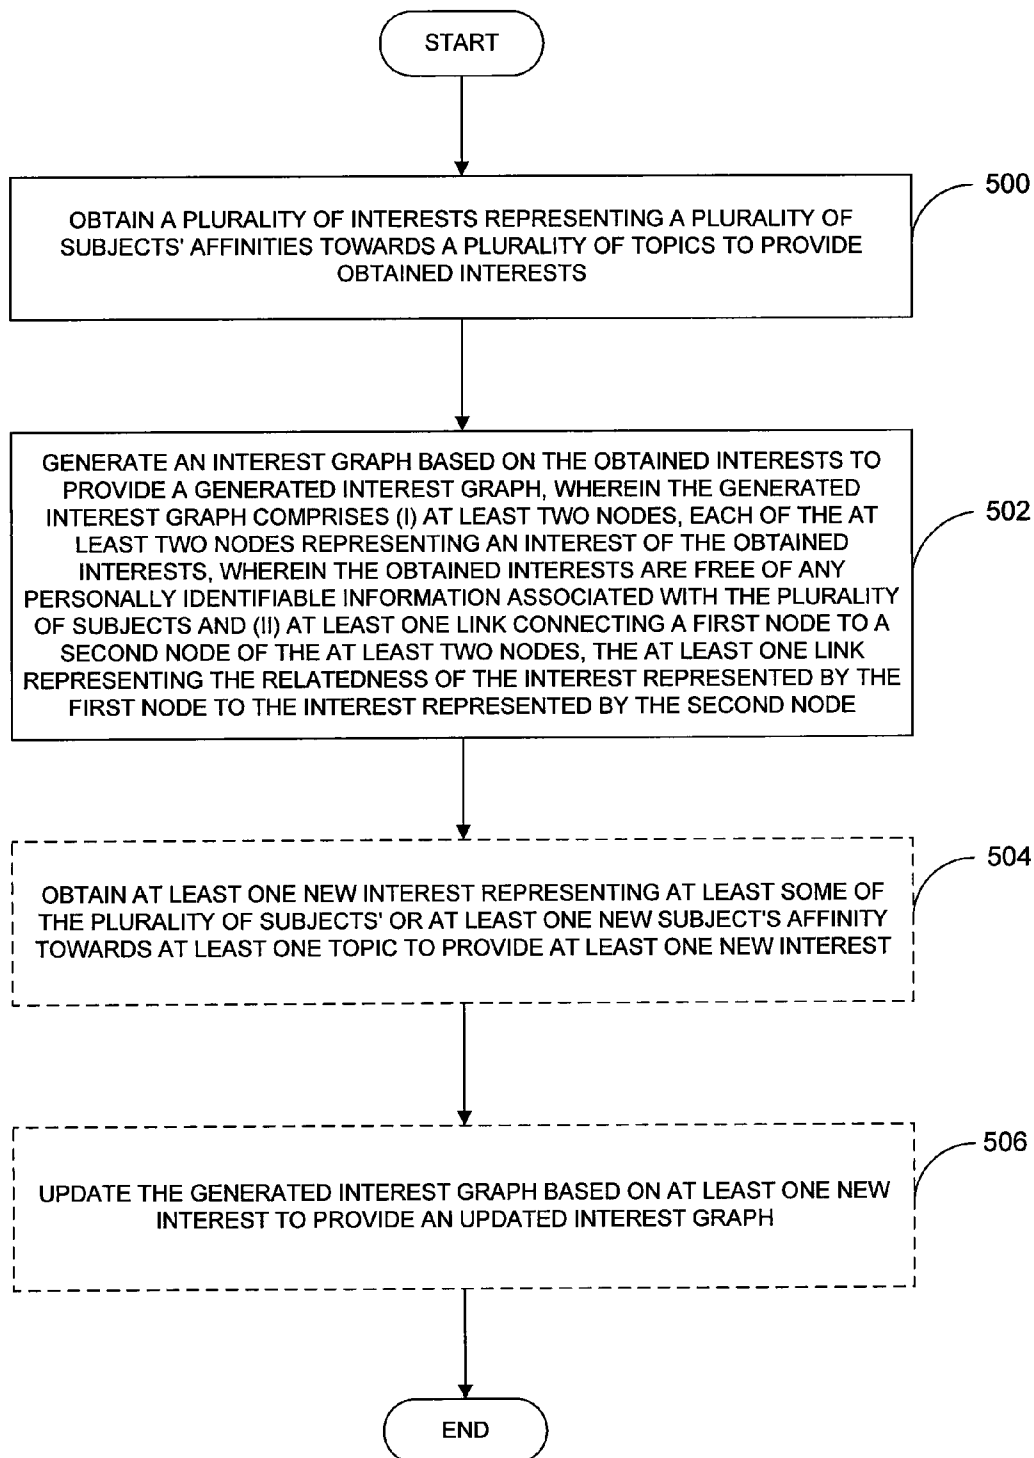 START
500
OBTAIN A PLURALITY OF INTERESTS REPRESENTING A PLURALITY OF
SUBJECTS' AFFINITIES TOWARDS A PLURALITY OF TOPICS TO PROVIDE
OBTAINED INTERESTS
502
GENERATE AN INTEREST GRAPH BASED ON THE OBTAINED INTERESTS TO
PROVIDE A GENERATED INTEREST GRAPH, WHEREIN THE GENERATED
INTEREST GRAPH COMPRISES (I) AT LEAST TWO NODES, EACH OF THE AT
LEAST TWO NODES REPRESENTING AN INTEREST OF THE OBTAINED
INTERESTS, WHEREIN THE OBTAINED INTERESTS ARE FREE OF ANY
PERSONALLY IDENTIFIABLE INFORMATION ASSOCIATED WITH THE PLURALITY
OF SUBJECTS AND (II) AT LEAST ONE LINK CONNECTING A FIRST NODE TO A
SECOND NODE OF THE AT LEAST TWO NODES, THE AT LEAST ONE LINK
REPRESENTING THE RELATEDNESS OF THE INTEREST REPRESENTED BY THE
FIRST NODE TO THE INTEREST REPRESENTED BY THE SECOND NODE
504
OBTAIN AT LEAST ONE NEW INTEREST REPRESENTING AT LEAST SOME OF
THE PLURALITY OF SUBJECTS' OR AT LEAST ONE NEW SUBJECT'S AFFINITY
TOWARDS AT LEAST ONE TOPIC TO PROVIDE AT LEAST ONE NEW INTEREST
506
UPDATE THE GENERATED INTEREST GRAPH BASED ON AT LEAST ONE NEW
INTEREST TO PROVIDE AN UPDATED INTEREST GRAPH
END